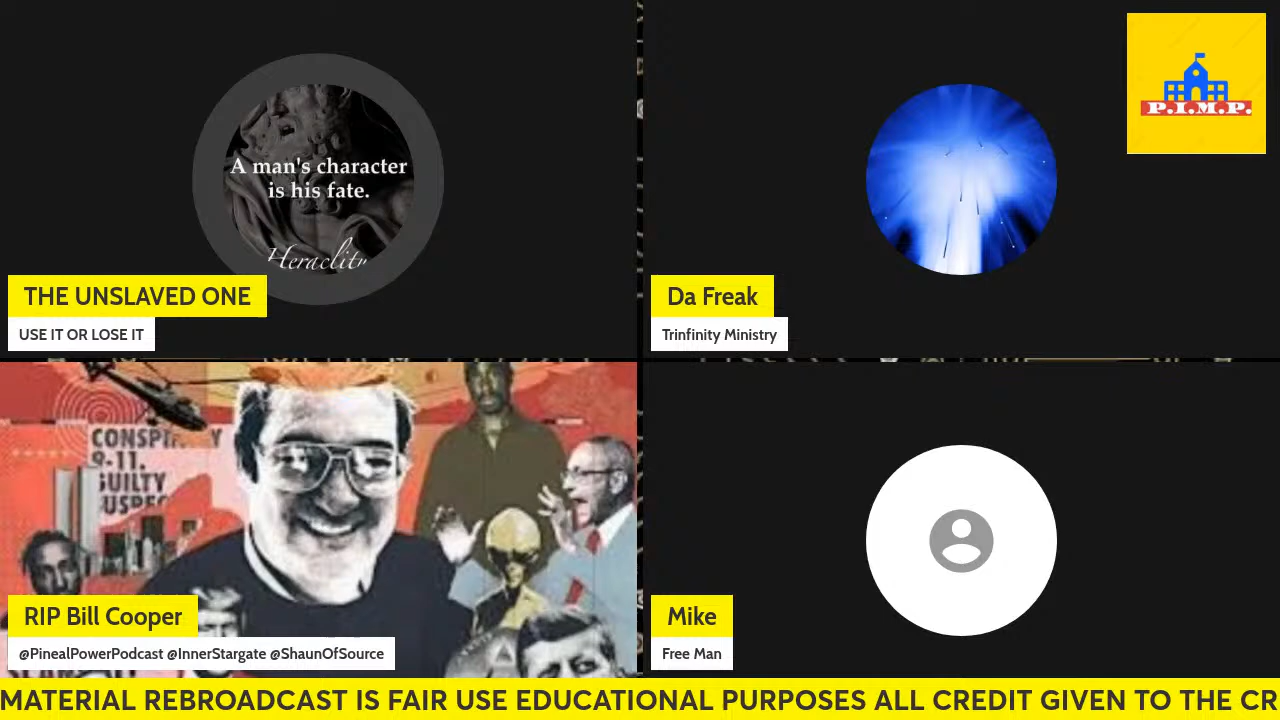 A man's character
is his fate.
THE UNSLAVED ONE
USE IT OR LOSE IT
P.I.M.P.
Da Freak
Trinfinity Ministry
9-11.
RIP Bill Cooper
@PinealPowerPodcast @InnerStargate @ShaunOfSource
Mike
Free Man
MATERIAL REBROADCAST IS FAIR USE EDUCATIONAL PURPOSES ALL CREDIT GIVEN TO THE CR